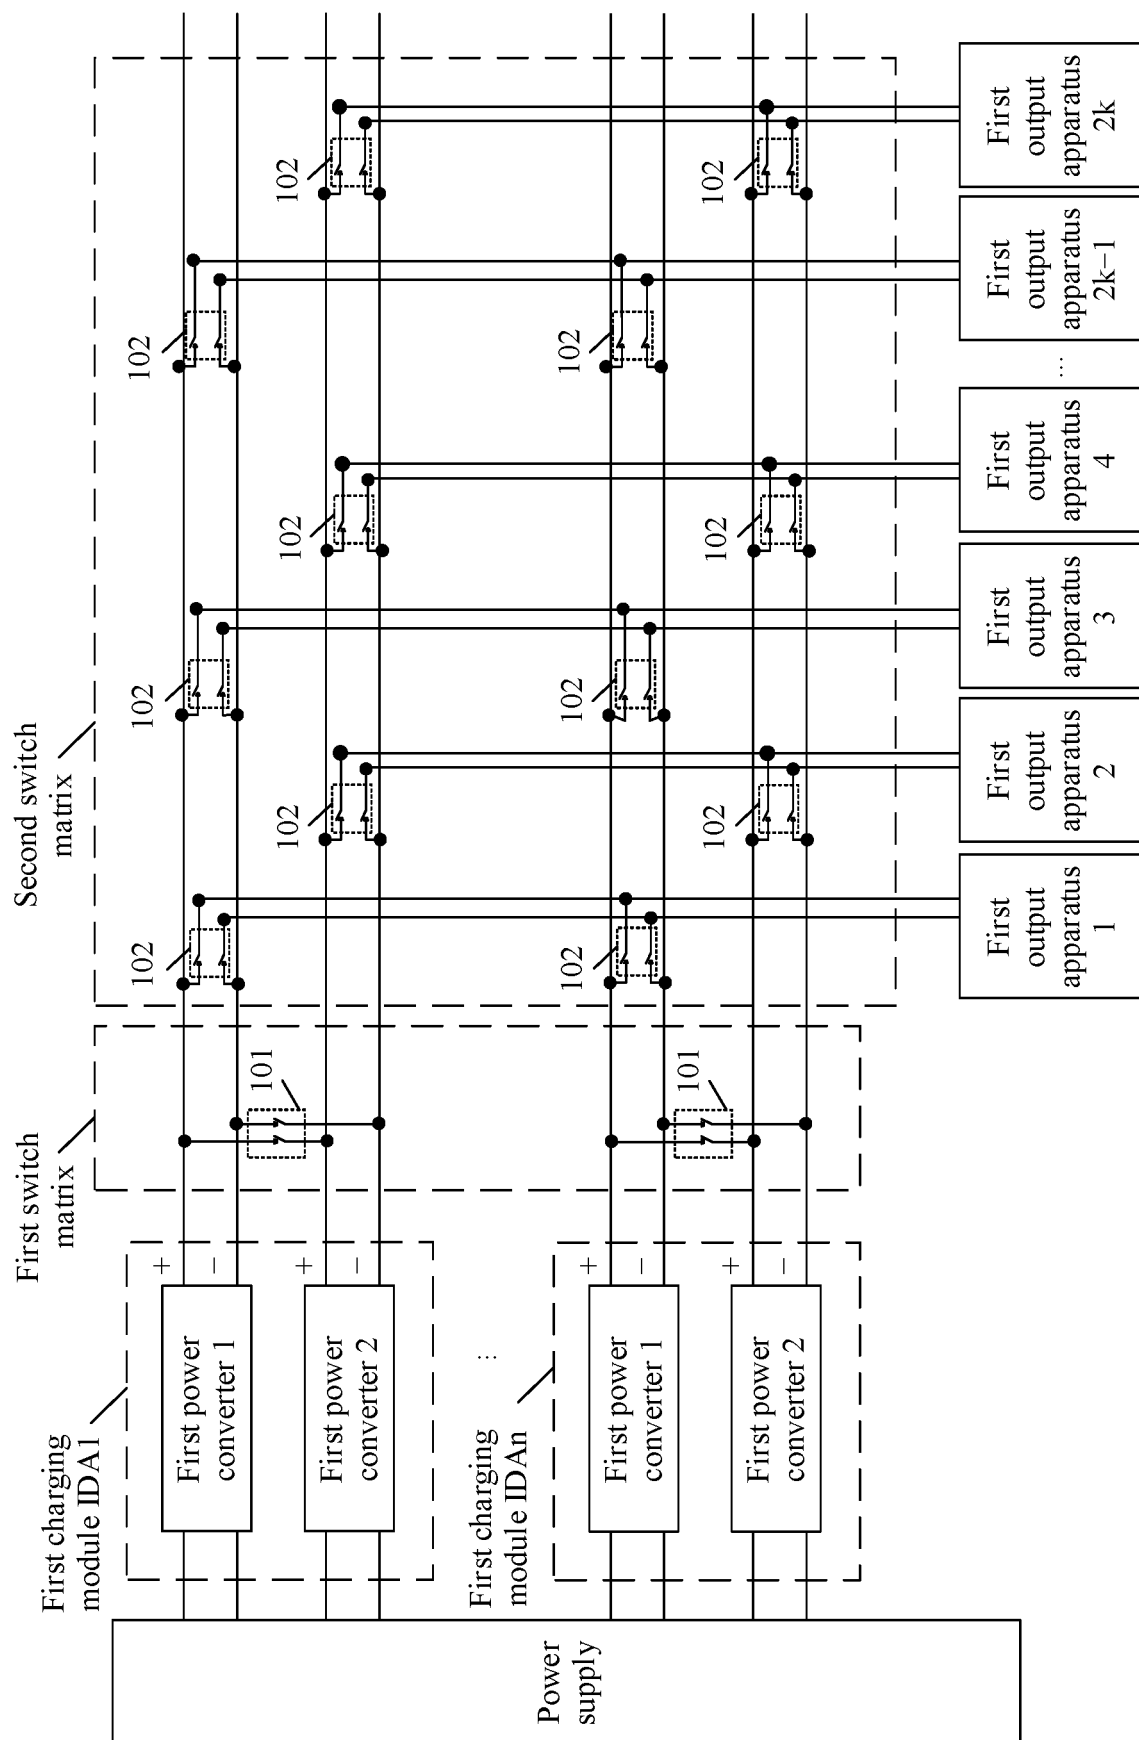 Power
supply
First charging
module IDA1
First power
converter 1
First power
converter 2
+
−
+
−
⋮
First charging
module IDAn
First power
converter 1
First power
converter 2
+
−
+
−
First switch
matrix
101
101
Second switch
matrix
102
102
102
102
102
102
102
102
102
102
102
102
First
output
apparatus
1
First
output
apparatus
2
First
output
apparatus
3
First
output
apparatus
4
...
First
output
apparatus
2k−1
First
output
apparatus
2k